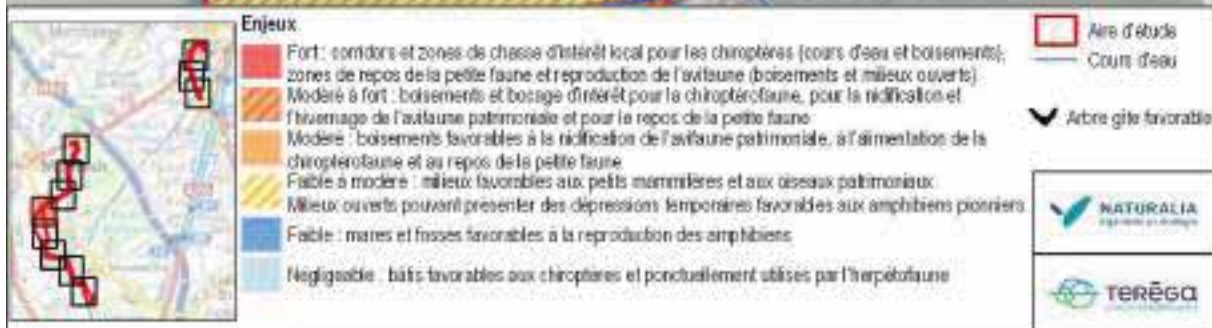 Enjeux
Fort : corridors et zones de chasse d'intérêt local pour les chiroptères (cours d'eau et boisements),
zones de repos de la petite faune et reproduction de l'avifaune (boisements et milieux ouverts)
Modéré à fort : boisements et bocage d'intérêt pour la chiroptérofaune, pour la nidification et
l'hivernage de l'avifaune patrimoniale et pour le repos de la petite faune
Modéré : boisements favorables à la nidification de l'avifaune patrimoniale, à l'alimentation de la
chiroptérofaune et au repos de la petite faune
Faible à modéré : milieux favorables aux petits mammifères et aux oiseaux patrimoniaux
Milieux ouverts pouvant présenter des dépressions temporaires favorables aux amphibiens pionniers
Faible : mares et fosses favorables à la reproduction des amphibiens
Négligeable : bâtis favorables aux chiroptères et ponctuellement utilisés par l'herpétofaune
Aire d'étude
Cours d'eau
Arbre gîte favorable
NATURALIA
TERĒGA